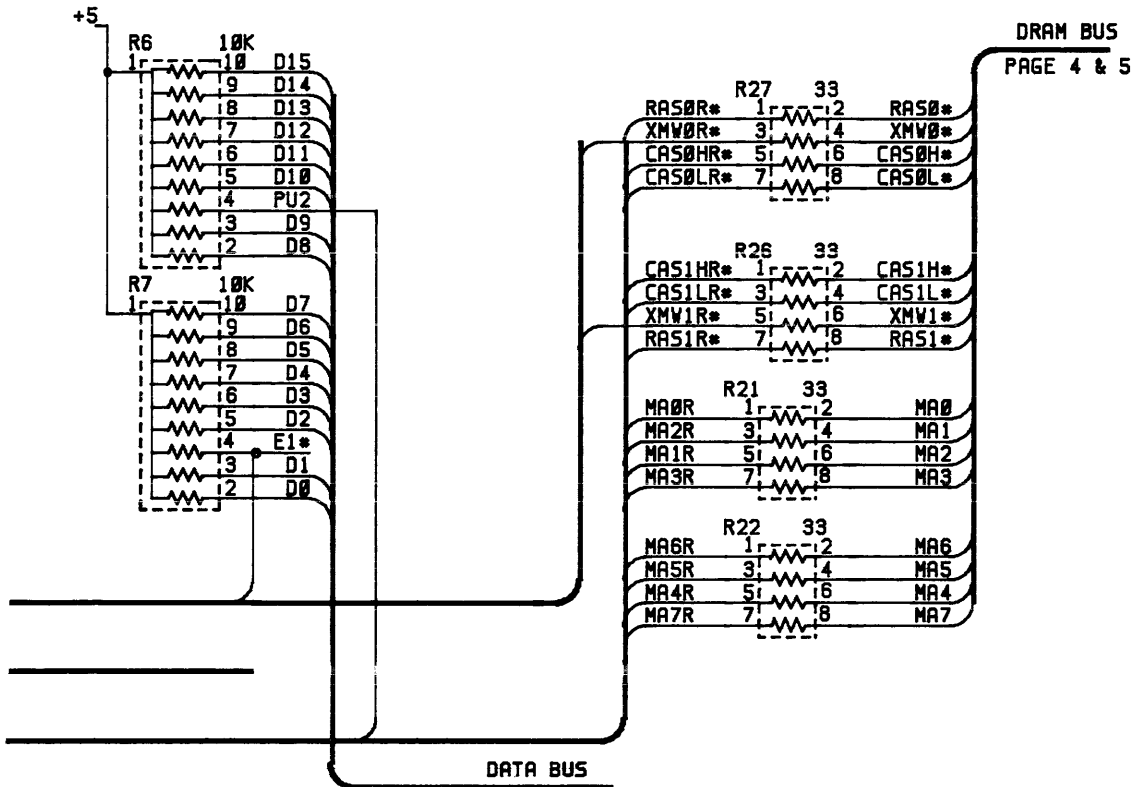 +5
R6 10K
1 10 D15
9 D14
8 D13
7 D12
6 D11
5 D10
4 PU2
3 D9
2 D8
R7 10K
1 10 D7
9 D6
8 D5
7 D4
6 D3
5 D2
4 E1*
3 D1
2 D0
DATA BUS
DRAM BUS
PAGE 4 & 5
R27 33
RAS0R* 1 2 RAS0*
XMW0R* 3 4 XMW0*
CAS0HR* 5 6 CAS0H*
CAS0LR* 7 8 CAS0L*
R26 33
CAS1HR* 1 2 CAS1H*
CAS1LR* 3 4 CAS1L*
XMW1R* 5 6 XMW1*
RAS1R* 7 8 RAS1*
R21 33
MA0R 1 2 MA0
MA2R 3 4 MA1
MA1R 5 6 MA2
MA3R 7 8 MA3
R22 33
MA6R 1 2 MA6
MA5R 3 4 MA5
MA4R 5 6 MA4
MA7R 7 8 MA7